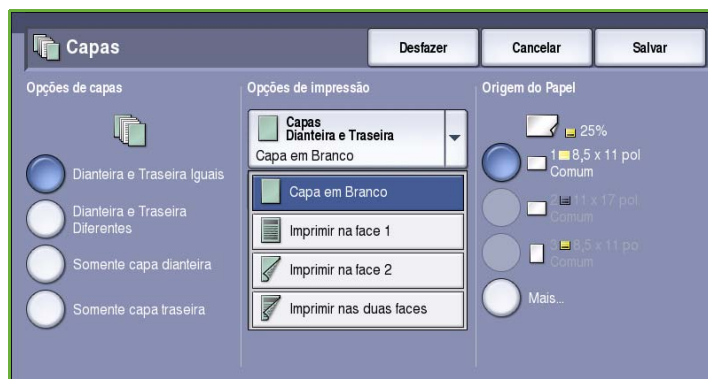 Capas
Desfazer
Cancelar
Salvar
Opções de capas
Dianteira e Traseira Iguais
Dianteira e Traseira
Diferentes
Somente capa dianteira
Somente capa traseira
Opções de impressão
Capas
Dianteira e Traseira
Capa em Branco
Capa em Branco
Imprimir na face 1
Imprimir na face 2
Imprimir nas duas faces
Origem do Papel
25%
1 8,5 x 11 pol
Comum
2 11 x 17 pol
Comum
3 8,5 x 11 po
Comum
Mais...